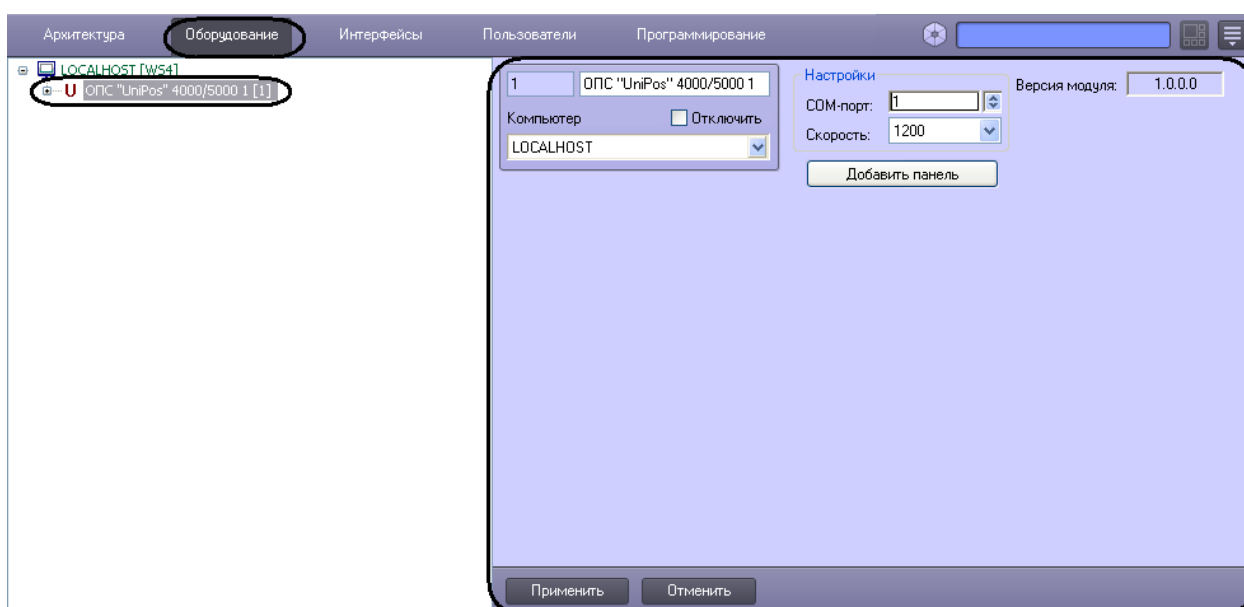 Архитектура Оборудование Интерфейсы Пользователи Программирование
LOCALHOST [WS4]
U ОПС "UniPos" 4000/5000 1 [1]
1 ОПС "UniPos" 4000/5000 1
Компьютер Отключить
LOCALHOST
Настройки
COM-порт: 1
Скорость: 1200
Добавить панель
Версия модуля: 1.0.0.0
Применить Отменить